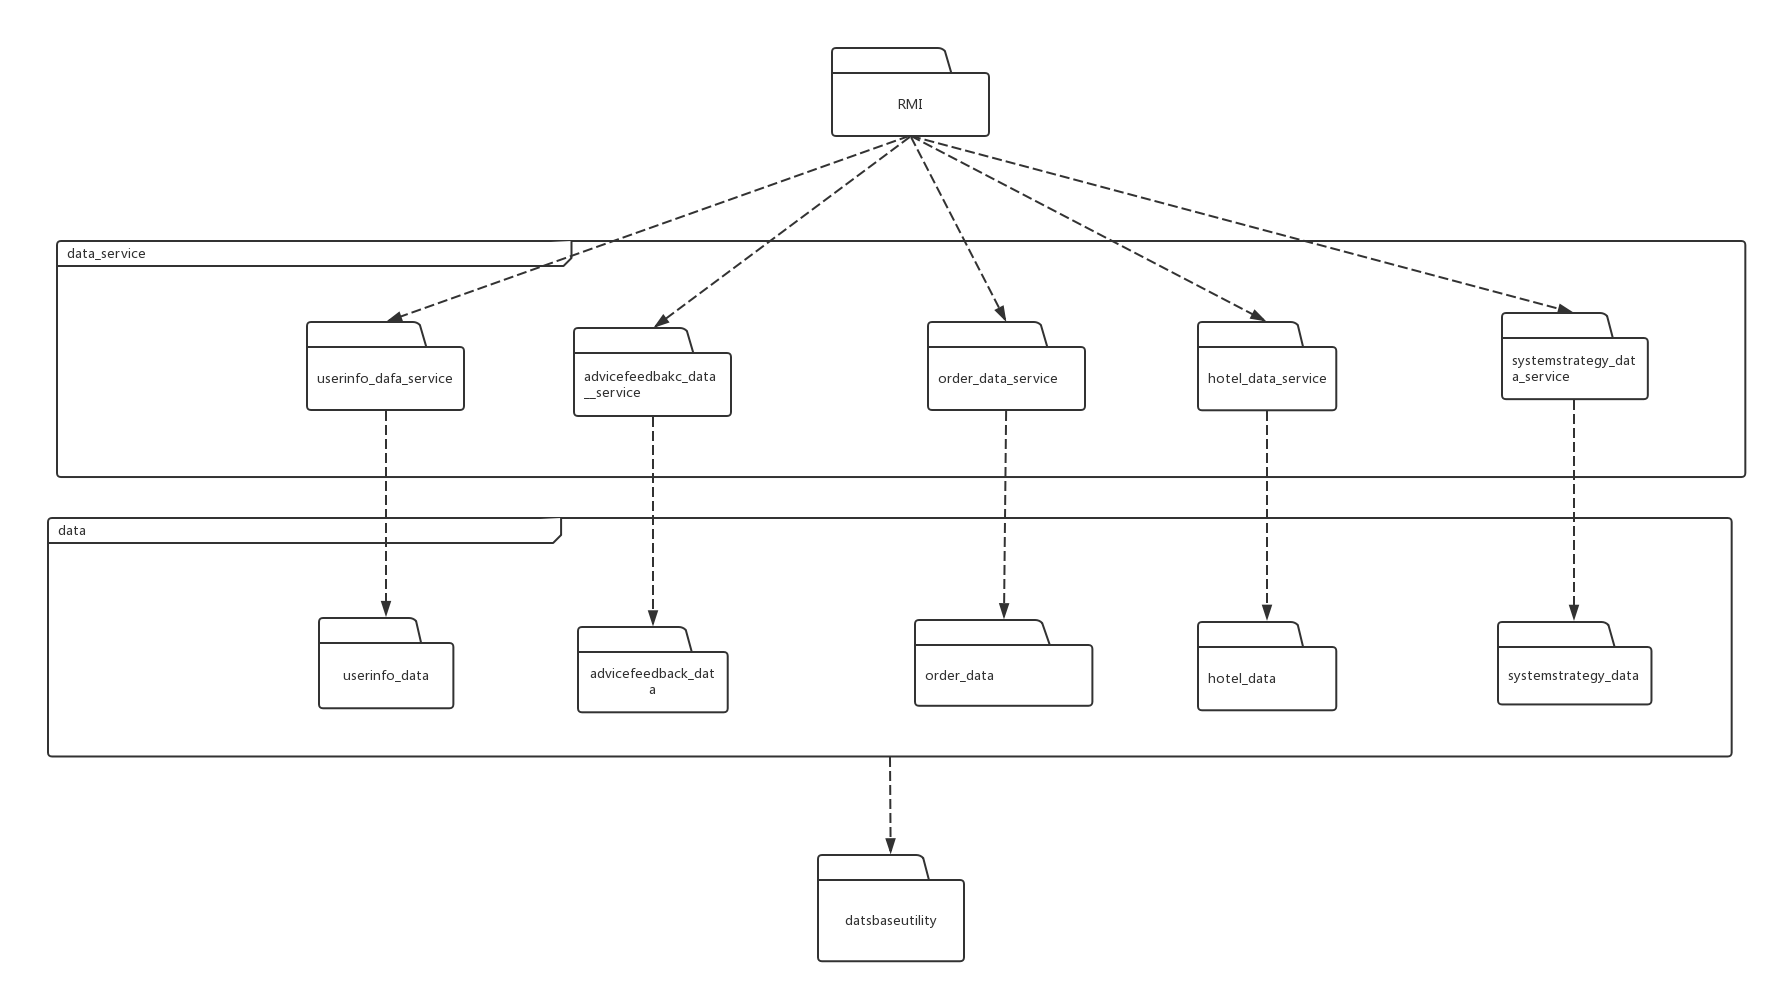 RMI
data_service
userinfo_dafa_service
advicefeedbakc_data
__service
order_data_service
hotel_data_service
systemstrategy_dat
a_service
data
userinfo_data
advicefeedback_dat
a
order_data
hotel_data
systemstrategy_data
datsbaseutility